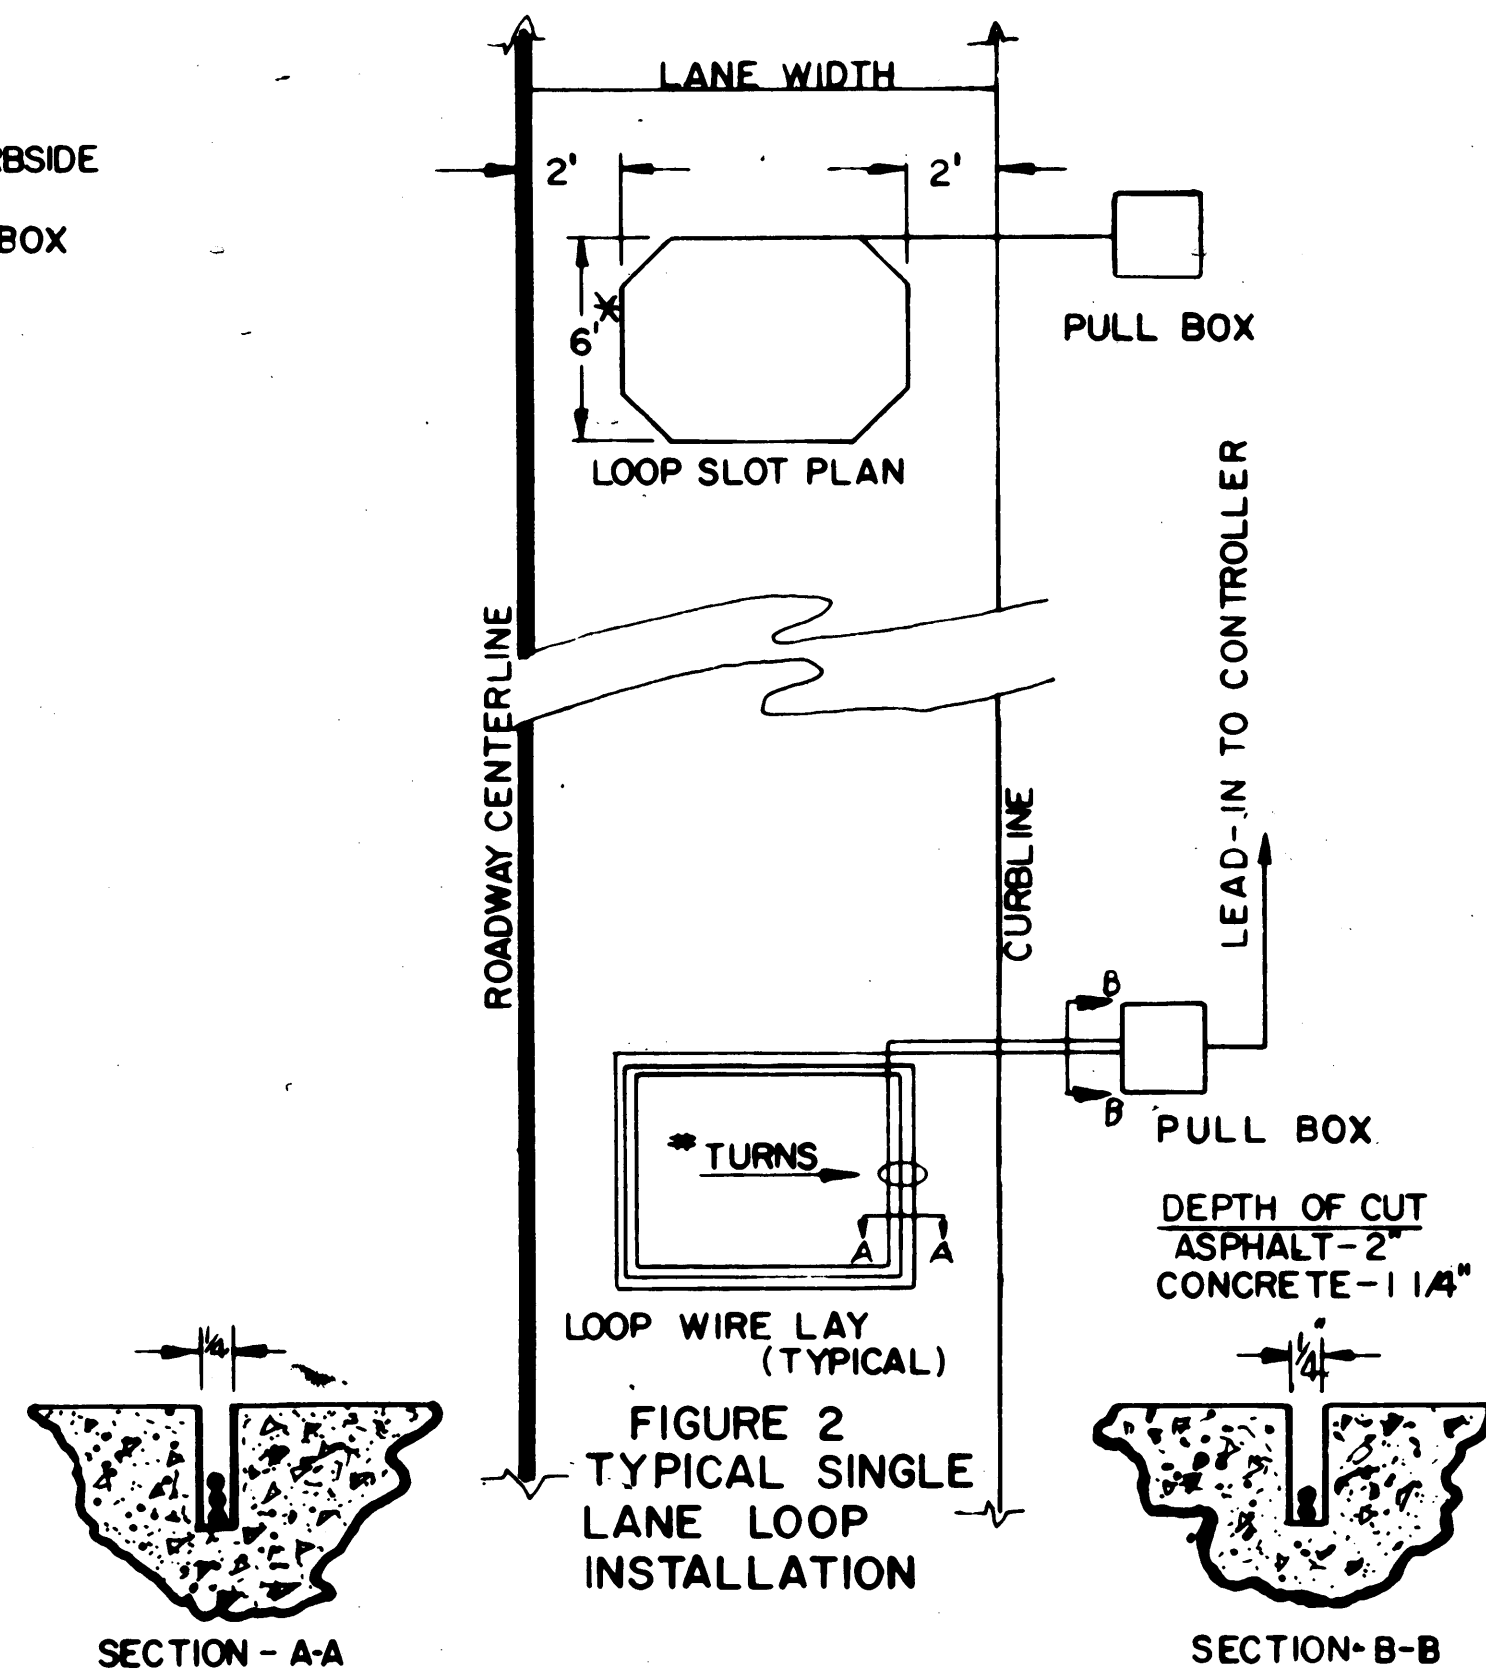 LANE WIDTH
RBSIDE
2'
2'
BOX
6'*
PULL BOX
LOOP SLOT PLAN
LEAD-IN TO CONTROLLER
ROADWAY CENTERLINE
CURBLINE
B
B
PULL BOX
* TURNS
A A
DEPTH OF CUT
ASPHALT-2"
CONCRETE-1 1/4"
LOOP WIRE LAY
(TYPICAL)
1/4
1/4"
FIGURE 2
TYPICAL SINGLE
LANE LOOP
INSTALLATION
SECTION - A-A
SECTION-B-B